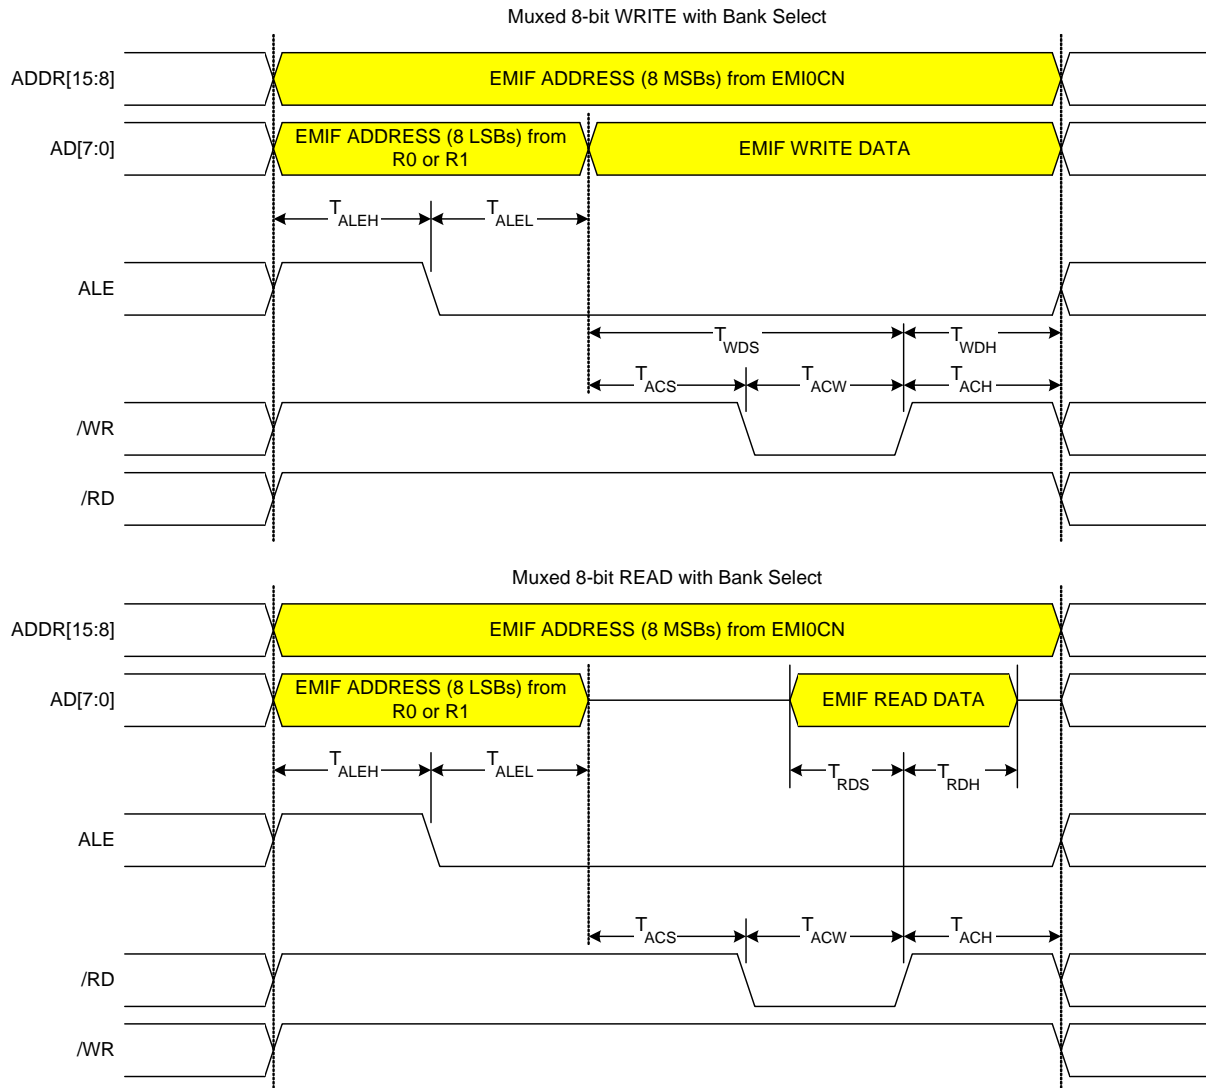 Muxed 8-bit WRITE with Bank Select
ADDR[15:8]
EMIF ADDRESS (8 MSBs) from EMI0CN
AD[7:0]
EMIF ADDRESS (8 LSBs) from
R0 or R1
EMIF WRITE DATA
TALEH
TALEL
ALE
TWDS
TWDH
TACS
TACW
TACH
/WR
/RD
Muxed 8-bit READ with Bank Select
ADDR[15:8]
EMIF ADDRESS (8 MSBs) from EMI0CN
AD[7:0]
EMIF ADDRESS (8 LSBs) from
R0 or R1
EMIF READ DATA
TALEH
TALEL
TRDS
TRDH
ALE
TACS
TACW
TACH
/RD
/WR